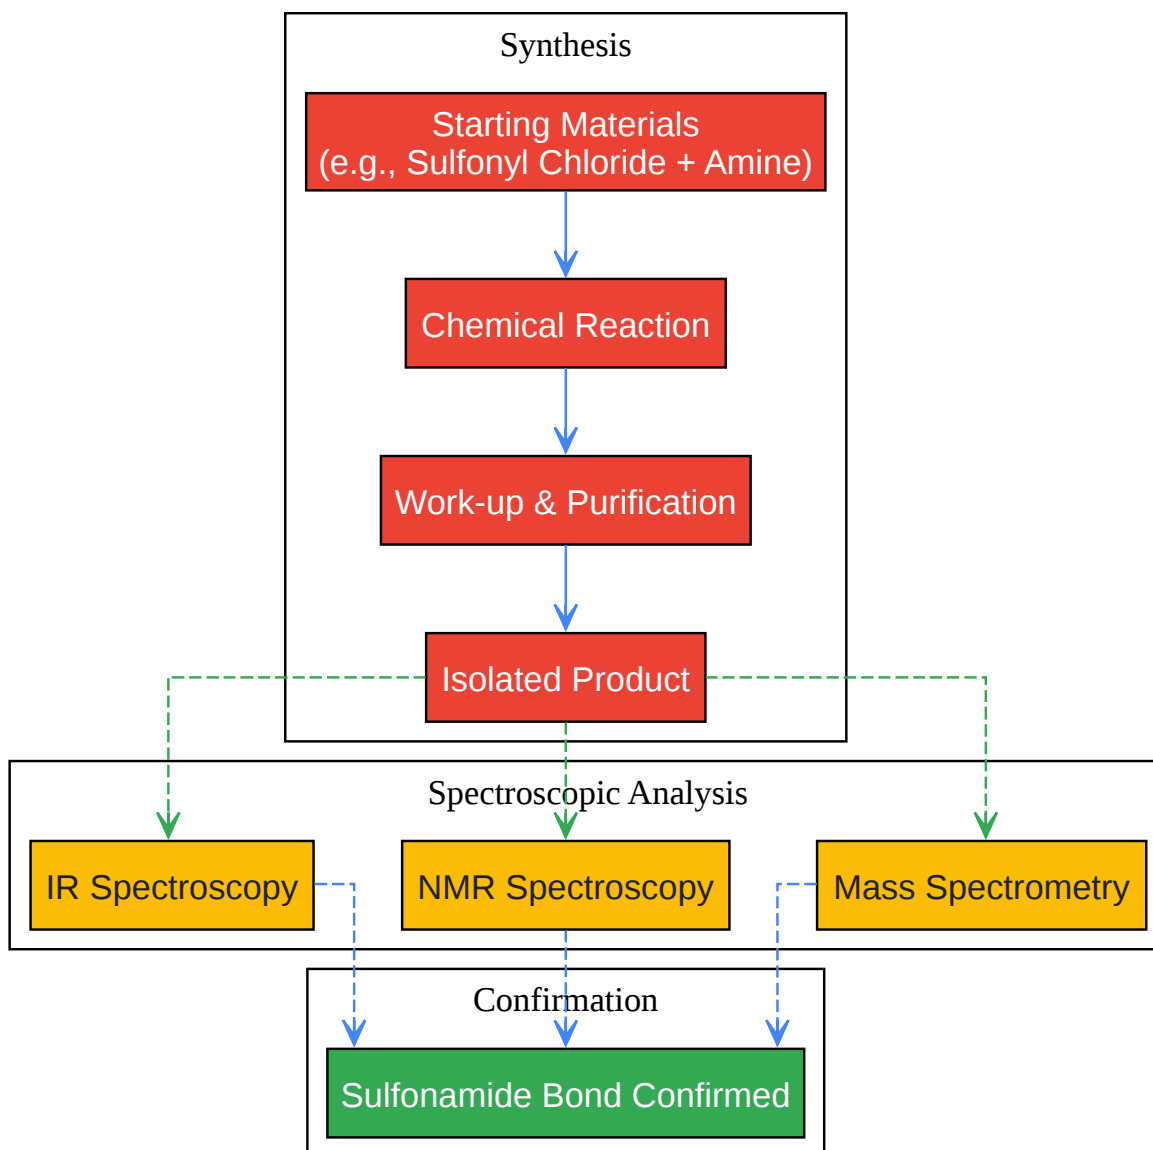 Synthesis
Starting Materials
(e.g., Sulfonyl Chloride + Amine)
Chemical Reaction
Work-up & Purification
Isolated Product
Spectroscopic Analysis
IR Spectroscopy
NMR Spectroscopy
Mass Spectrometry
Confirmation
Sulfonamide Bond Confirmed